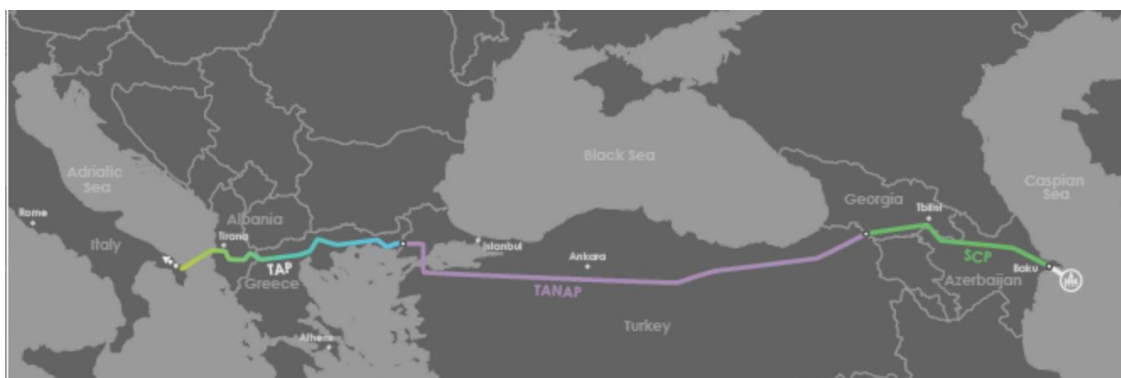 Black Sea
Adriatic
Sea
Georgia
Caspian
Sea
Tbilisi
Rome
Albania
Tirana
Italy
Istanbul
Ankara
TAP
SCP
Baku
Greece
TANAP
Azerbaijan
Turkey
Athens